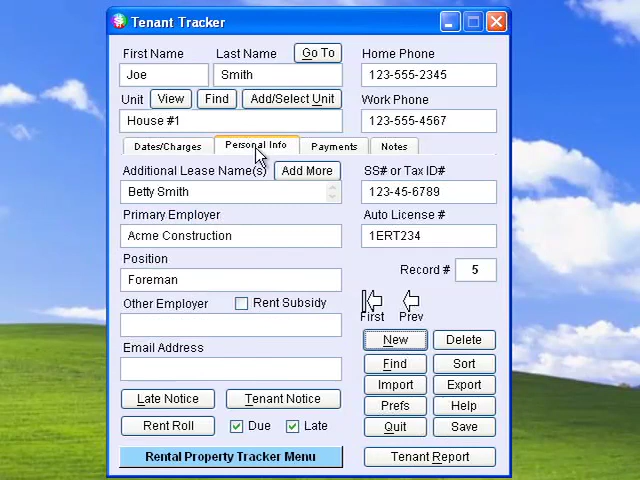 Tenant Tracker
First Name
Last Name
Go To
Home Phone
Joe
Smith
123-555-2345
Unit
View
Find
Add/Select Unit
Work Phone
House #1
123-555-4567
Dates/Charges
Personal Info
Payments
Notes
Additional Lease Name(s)
Add More
SS# or Tax ID#
Betty Smith
123-45-6789
Primary Employer
Auto License #
Acme Construction
1ERT234
Position
Record #
5
Foreman
Other Employer
Rent Subsidy
First
Prev
Email Address
New
Delete
Find
Sort
Import
Export
Late Notice
Tenant Notice
Prefs
Help
Rent Roll
Due
Late
Quit
Save
Rental Property Tracker Menu
Tenant Report